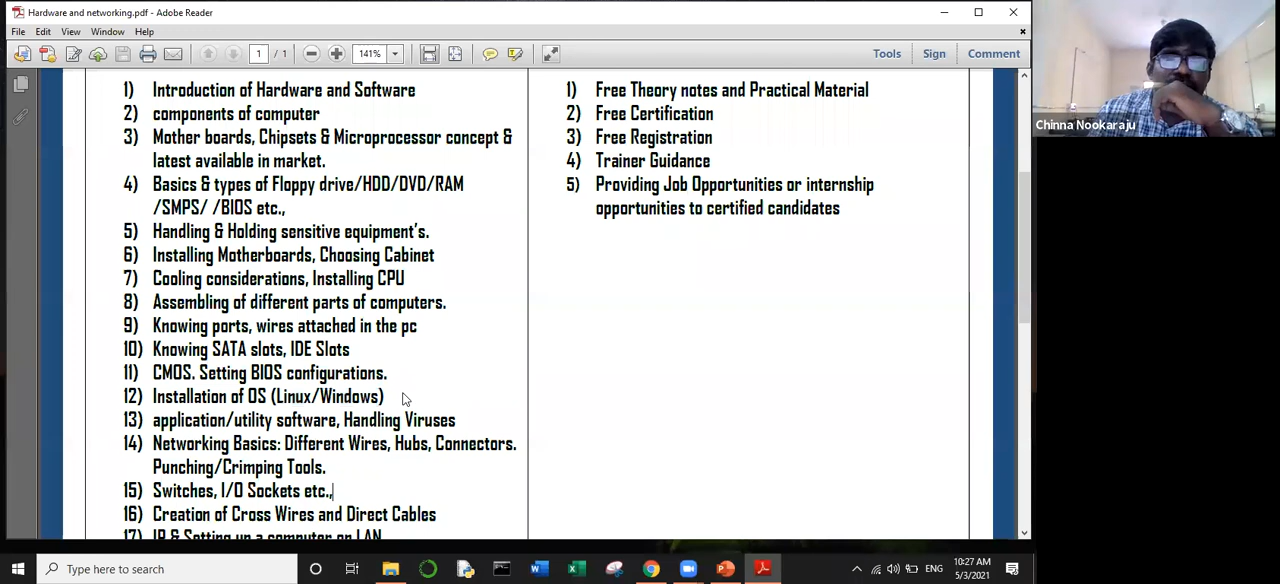 Hardware and networking.pdf - Adobe Reader
File Edit View Window Help
1 / 1 141% Tools Sign Comment
1) Introduction of Hardware and Software
2) components of computer
3) Mother boards, Chipsets & Microprocessor concept &
latest available in market.
4) Basics & types of Floppy drive/HDD/DVD/RAM
/SMPS/ /BIOS etc.,
5) Handling & Holding sensitive equipment's.
6) Installing Motherboards, Choosing Cabinet
7) Cooling considerations, Installing CPU
8) Assembling of different parts of computers.
9) Knowing ports, wires attached in the pc
10) Knowing SATA slots, IDE Slots
11) CMOS. Setting BIOS configurations.
12) Installation of OS (Linux/Windows)
13) application/utility software, Handling Viruses
14) Networking Basics: Different Wires, Hubs, Connectors.
Punching/Crimping Tools.
15) Switches, I/O Sockets etc.,
16) Creation of Cross Wires and Direct Cables
17) IP & Setting up a computer on LAN
1) Free Theory notes and Practical Material
2) Free Certification
3) Free Registration
4) Trainer Guidance
5) Providing Job Opportunities or internship
opportunities to certified candidates
Chinna Nookaraju
Type here to search
ENG
10:27 AM
5/3/2021